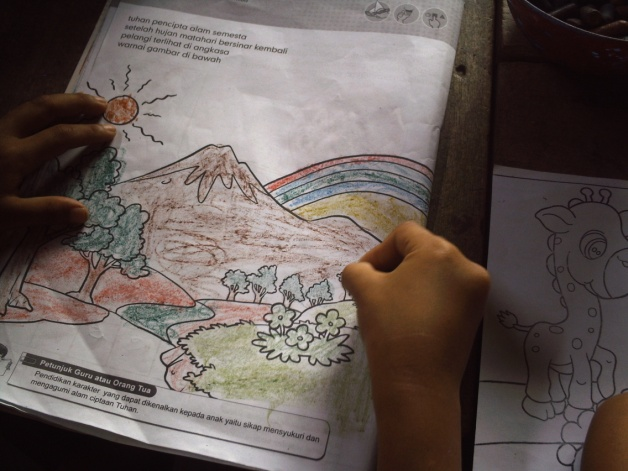 tuhan pencipta alam semesta
setelah hujan matahari bersinar kembali
pelangi terlihat di angkasa
warnai gambar di bawah
Petunjuk Guru atau Orang Tua
Pendidikan karakter yang dapat dikenalkan kepada anak yaitu sikap mensyukuri dan
mengagumi alam ciptaan Tuhan.